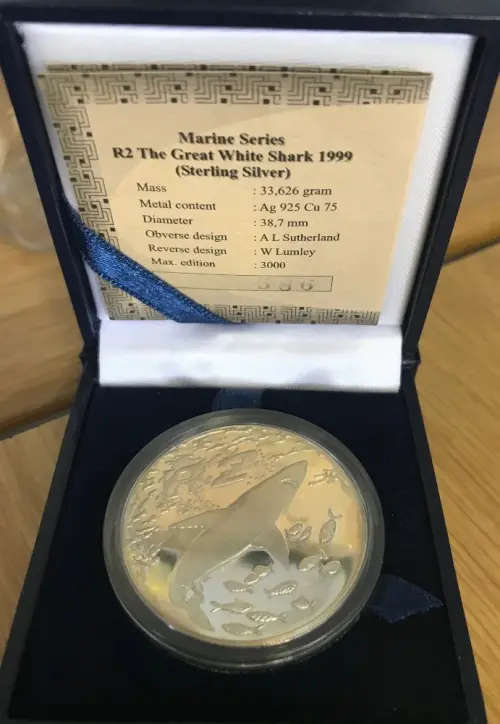 Marine Series
R2 The Great White Shark 1999
(Sterling Silver)
Mass : 33,626 gram
Metal content : Ag 925 Cu 75
Diameter : 38,7 mm
Obverse design : A L Sutherland
Reverse design : W Lumley
Max. edition : 3000